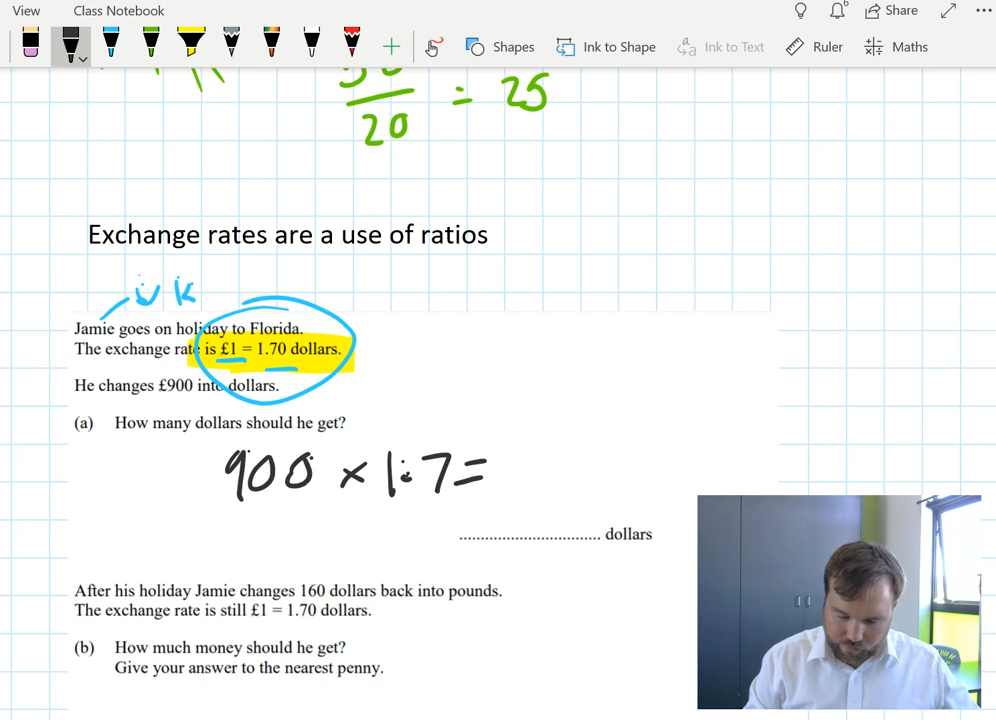 View Class Notebook Share
Shapes Ink to Shape Ink to Text Ruler Maths
20 = 25
Exchange rates are a use of ratios
UK
Jamie goes on holiday to Florida.
The exchange rate is £1 = 1.70 dollars.
He changes £900 into dollars.
(a) How many dollars should he get?
900 × 1.7 =
................................. dollars
After his holiday Jamie changes 160 dollars back into pounds.
The exchange rate is still £1 = 1.70 dollars.
(b) How much money should he get?
Give your answer to the nearest penny.